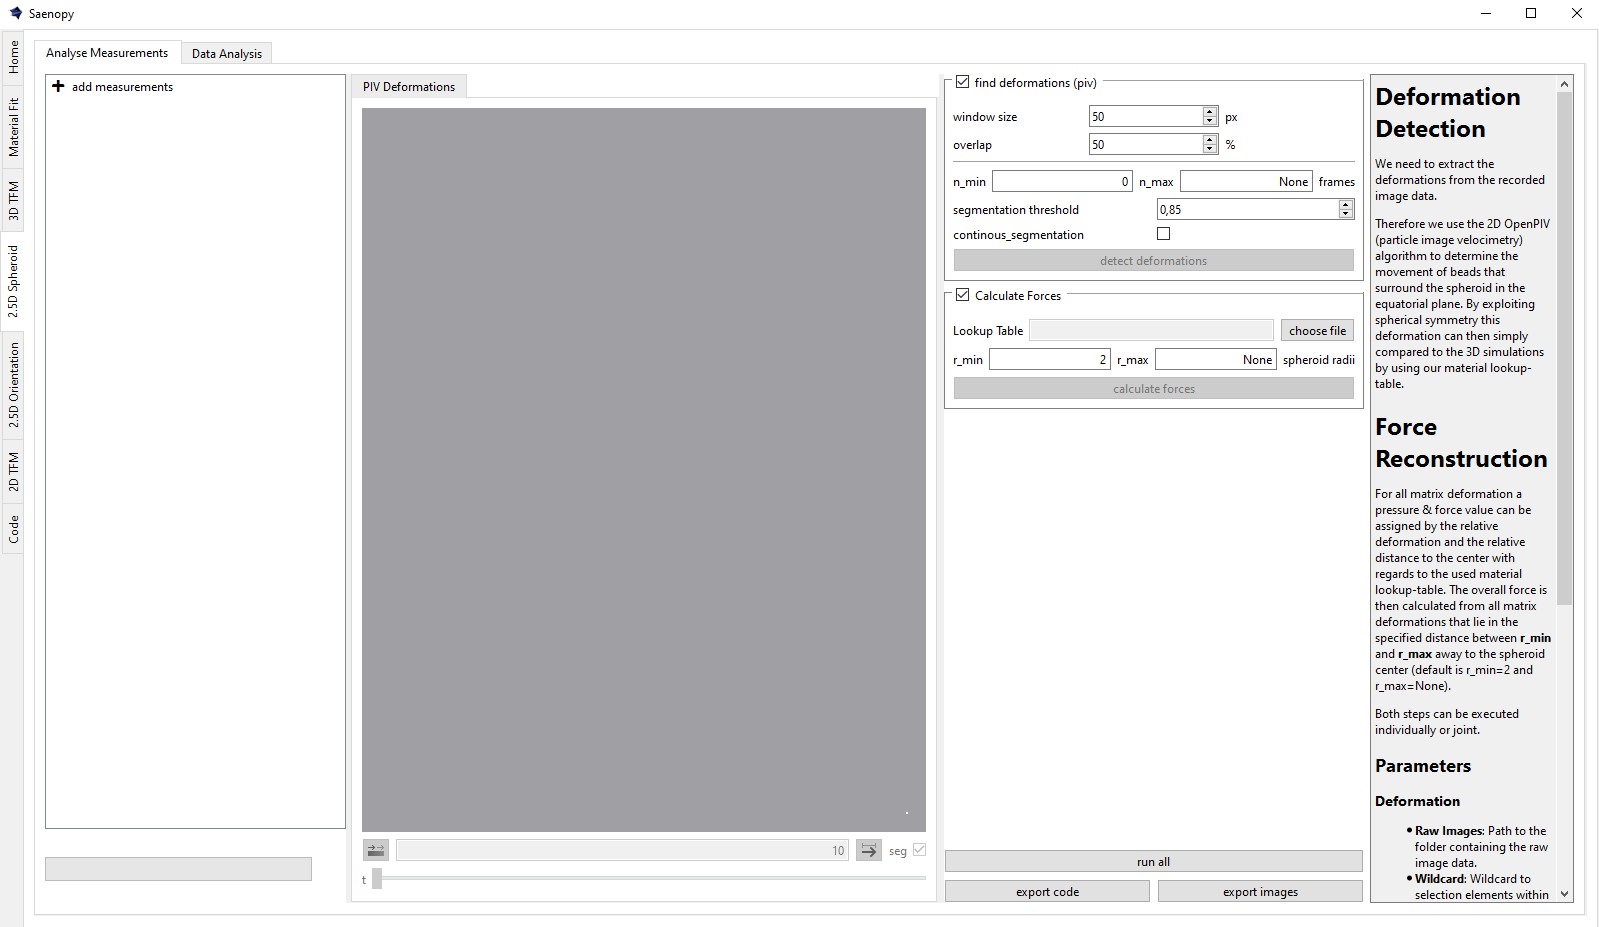 Saenopy
Home
Material Fit
3D TFM
2.5D Spheroid
2.5D Orientation
2D TFM
Code
Analyse Measurements
Data Analysis
add measurements
PIV Deformations
10
seg
t
find deformations (piv)
window size 50 px
overlap 50 %
n_min 0 n_max None frames
segmentation threshold 0,85
continous_segmentation
detect deformations
Calculate Forces
Lookup Table choose file
r_min 2 r_max None spheroid radii
calculate forces
run all
export code export images
Deformation
Detection
We need to extract the
deformations from the recorded
image data.
Therefore we use the 2D OpenPIV
(particle image velocimetry)
algorithm to determine the
movement of beads that
surround the spheroid in the
equatorial plane. By exploiting
spherical symmetry this
deformation can then simply
compared to the 3D simulations
by using our material lookup-
table.
Force
Reconstruction
For all matrix deformation a
pressure & force value can be
assigned by the relative
deformation and the relative
distance to the center with
regards to the used material
lookup-table. The overall force is
then calculated from all matrix
deformations that lie in the
specified distance between r_min
and r_max away to the spheroid
center (default is r_min=2 and
r_max=None).
Both steps can be executed
individually or joint.
Parameters
Deformation
• Raw Images: Path to the
folder containing the raw
image data.
• Wildcard: Wildcard to
selection elements within